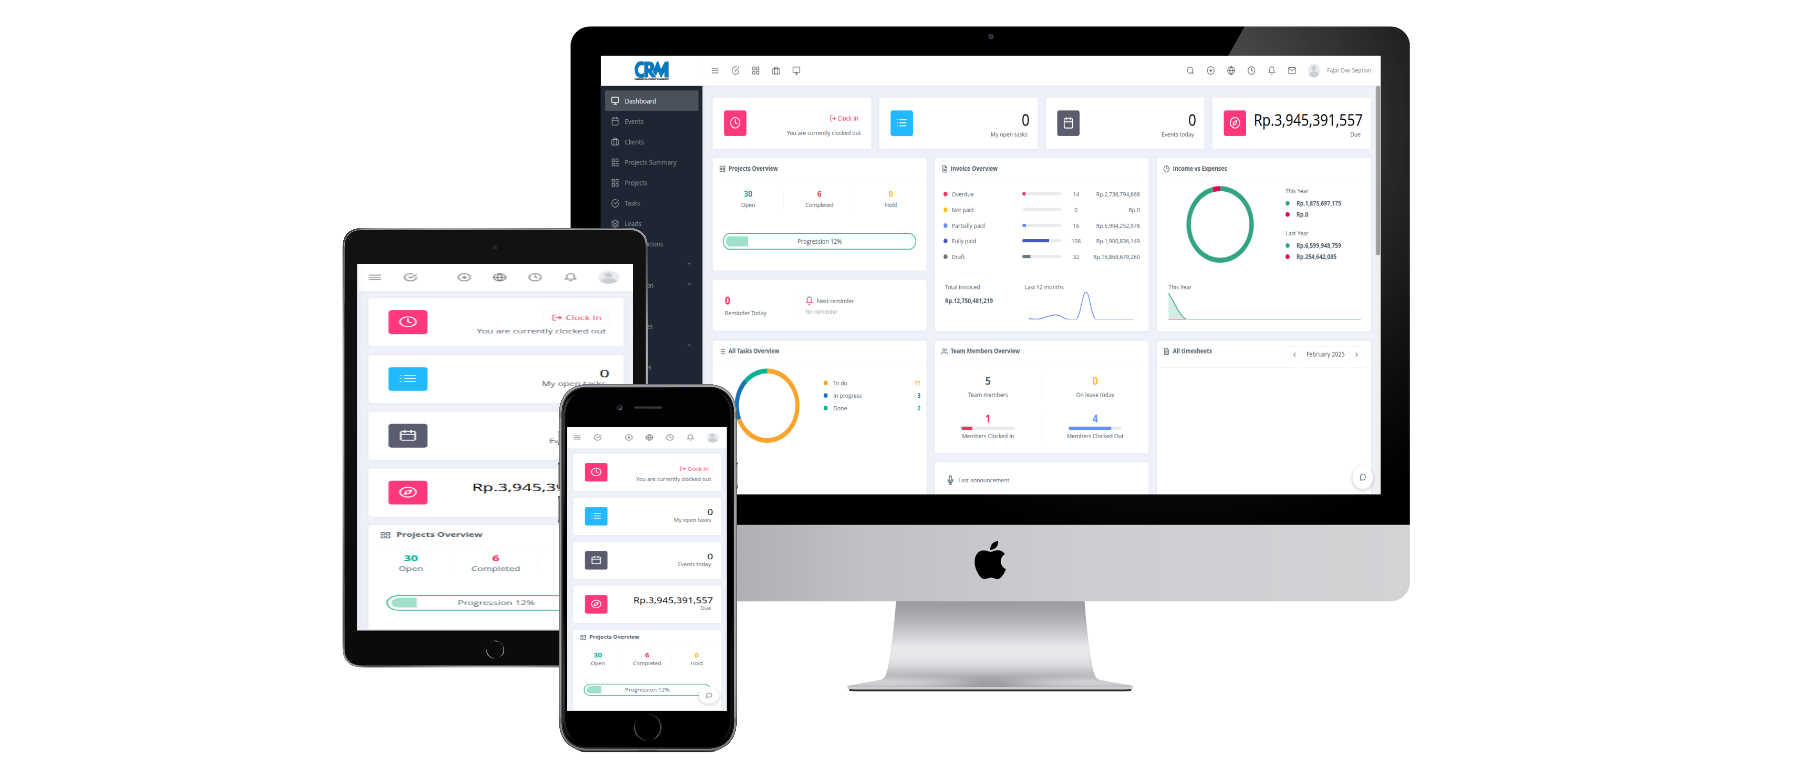 CRM
Fajar Dwi Septian
Dashboard
Events
Clients
Projects Summary
Projects
Tasks
Leads
Clock In
You are currently clocked out
0
My open tasks
0
Events today
Rp.3,945,391,557
Due
Projects Overview
30
Open
6
Completed
0
Hold
Progression 12%
0
Reminder Today
Next reminder
No reminder
Invoice Overview
Overdue 14 Rp.2,736,794,668
Not paid 0 Rp.0
Partially paid 16 Rp.6,904,252,978
Fully paid 108 Rp.1,900,836,149
Draft 32 Rp.16,868,679,260
Total invoiced
Rp.12,750,481,219
Last 12 months
Income vs Expenses
This Year
Rp.1,875,697,175
Rp.0
Last Year
Rp.6,599,948,759
Rp.254,642,085
This Year
All Tasks Overview
To do 11
In progress 3
Done 2
Team Members Overview
5
Team members
0
On leave today
1
Members Clocked In
4
Members Clocked Out
Last announcement
All timesheets
February 2025
Clock In
You are currently clocked out
0
My open tasks
Rp.3,945,39
Projects Overview
30
Open
6
Completed
Progression 12%
Clock In
You are currently clocked out
0
My open tasks
0
Events today
Rp.3,945,391,557
Due
Projects Overview
30
Open
6
Completed
0
Hold
Progression 12%